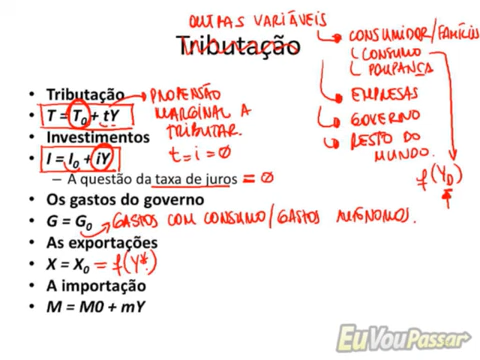 OUTRAS VARIÁVEIS
Tributação
CONSUMIDOR/FAMÍLIAS
CONSUMO
POUPANÇA
EMPRESAS
GOVERNO
RESTO DO
MUNDO.
f(Y_D)
• Tributação
• T = T₀ + tY
PROPENSÃO
MARGINAL A
TRIBUTAR.
t = i = Ø
• Investimentos
• I = I₀ + iY
– A questão da taxa de juros = Ø
• Os gastos do governo
• G = G₀ GASTOS COM CONSUMO/GASTOS AUTÔNOMOS.
• As exportações
• X = X₀ = f(Y*)
• A importação
• M = M0 + mY
EuVouPassar